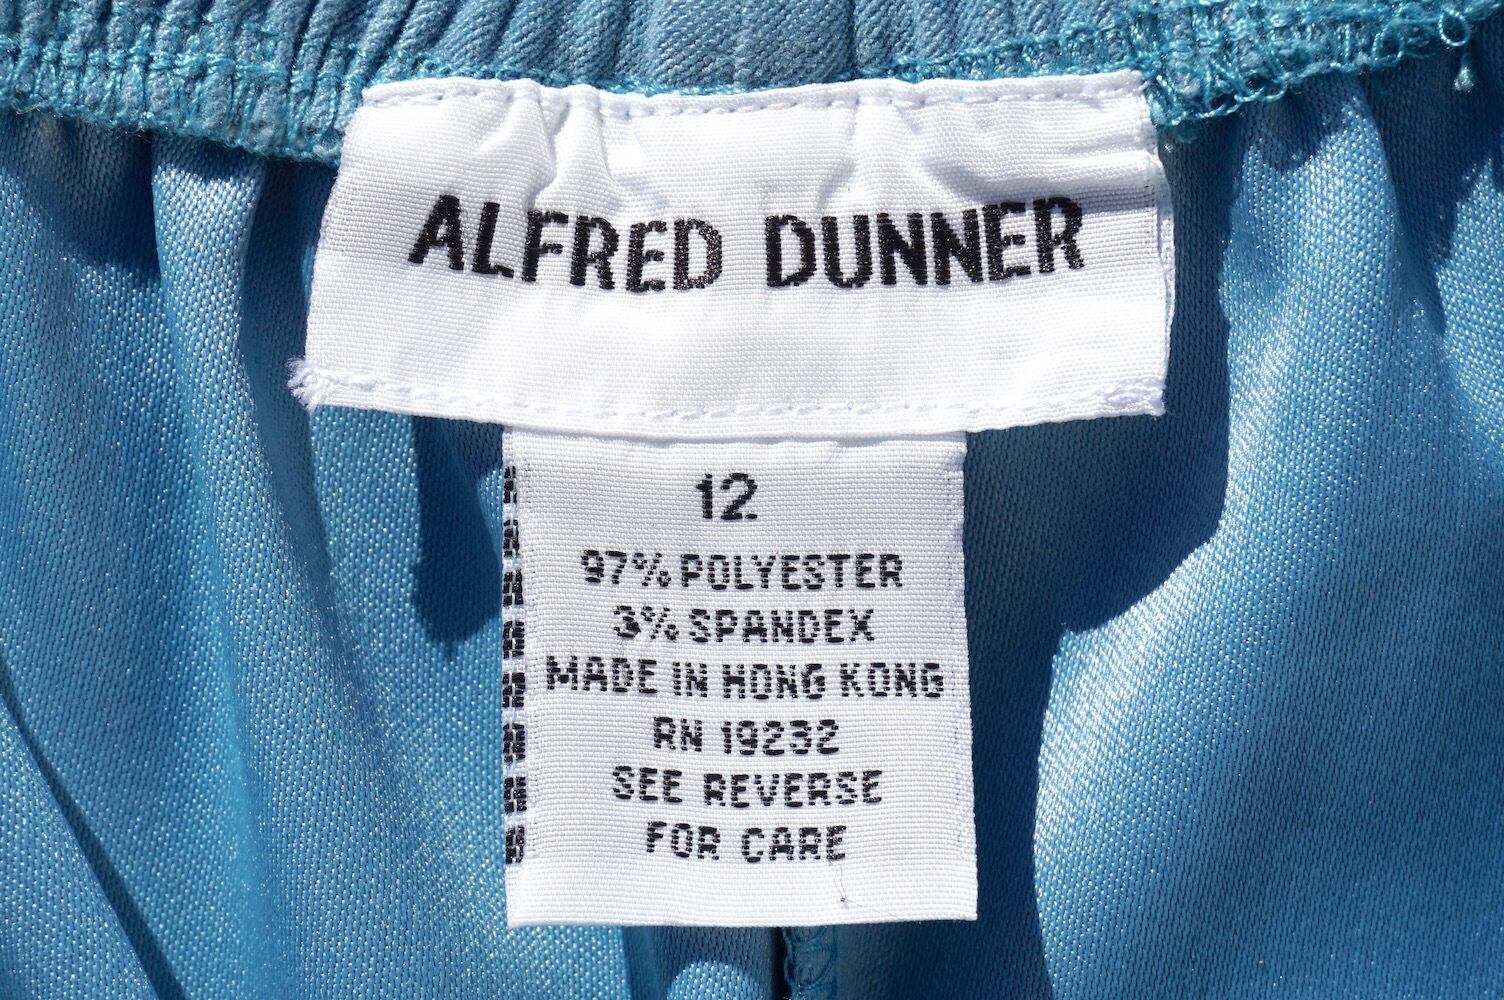 ALFRED DUNNER
12
97% POLYESTER
3% SPANDEX
MADE IN HONG KONG
RN 19232
SEE REVERSE
FOR CARE